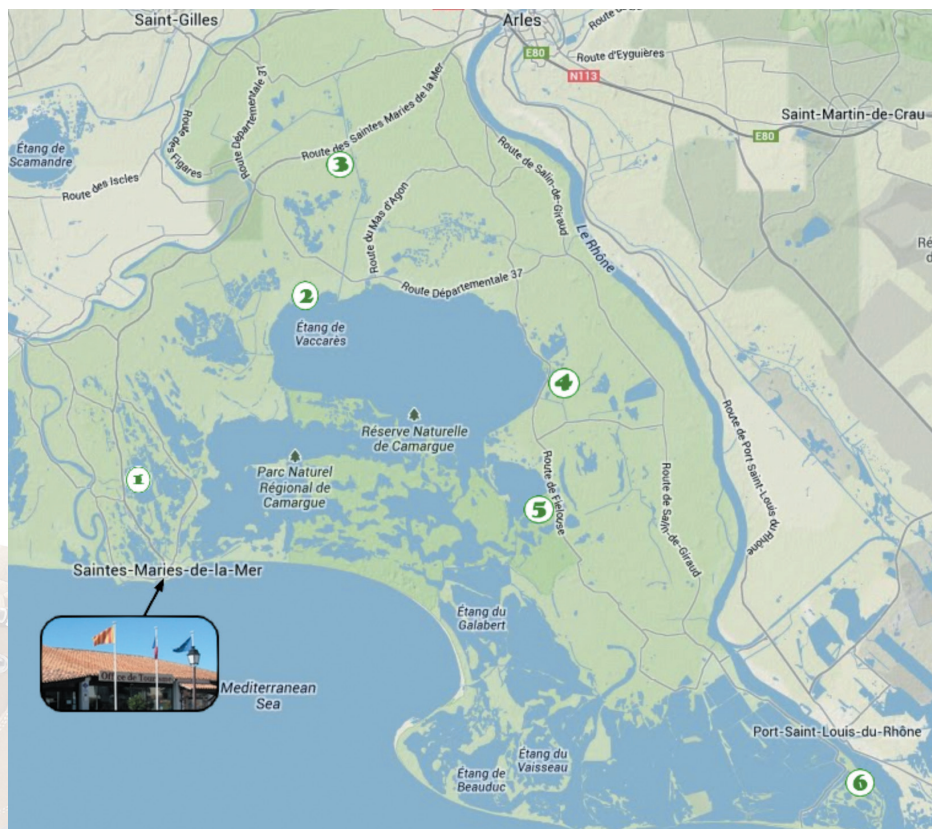 Saint-Gilles
Arles
E80
Route d'Eyguières
N113
E80
Saint-Martin-de-Crau
Route Départementale 37
Route des Figarès
Route des Saintes Maries de la Mer
Étang de
Scamandre
Route des Iscles
3
Route de Salin-de-Giraud
Route du Mas d'Agon
Le Rhône
Route Départementale 37
2
Étang de
Vaccarès
4
Réserve Naturelle
de Camargue
Route de Port Saint-Louis du Rhône
Parc Naturel
Régional de
Camargue
1
Route de Fielouse
Route de Salin-de-Giraud
5
Saintes-Maries-de-la-Mer
Étang du
Galabert
Office de Tour
Mediterranean
Sea
Port-Saint-Louis-du-Rhône
Étang du
Vaisseau
Étang de
Beauduc
6